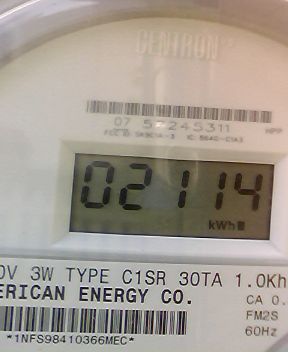 CENTRON
07 57245311
HPP
02114
kWh
0V 3W TYPE C1SR 30TA 1.0Kh
ERICAN ENERGY CO.
CA 0.
FM2S
60Hz
*1NFS98410366MEC*